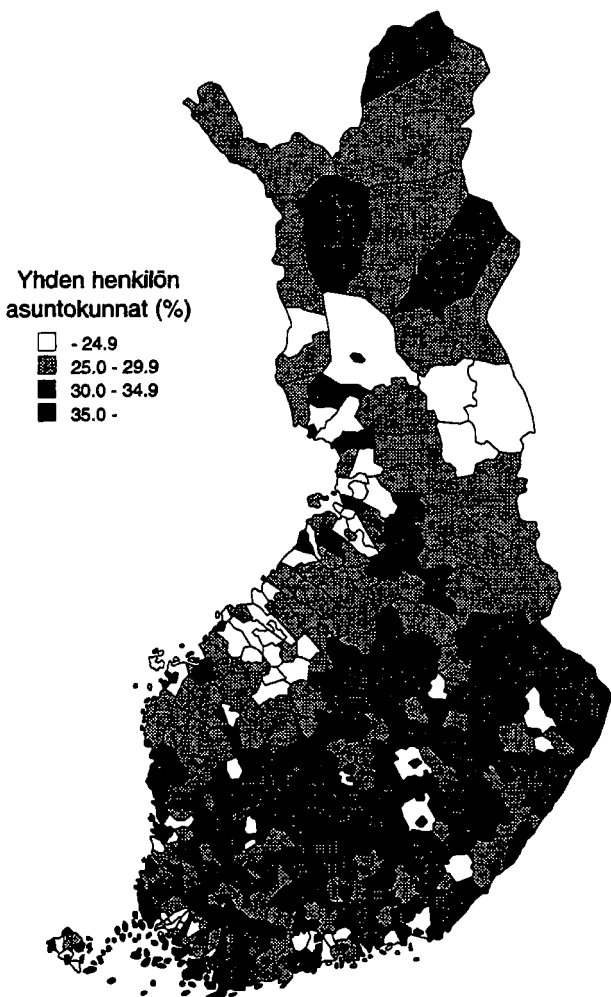 Yhden henkilön
asuntokunnat (%)
- 24.9
25.0 - 29.9
30.0 - 34.9
35.0 -